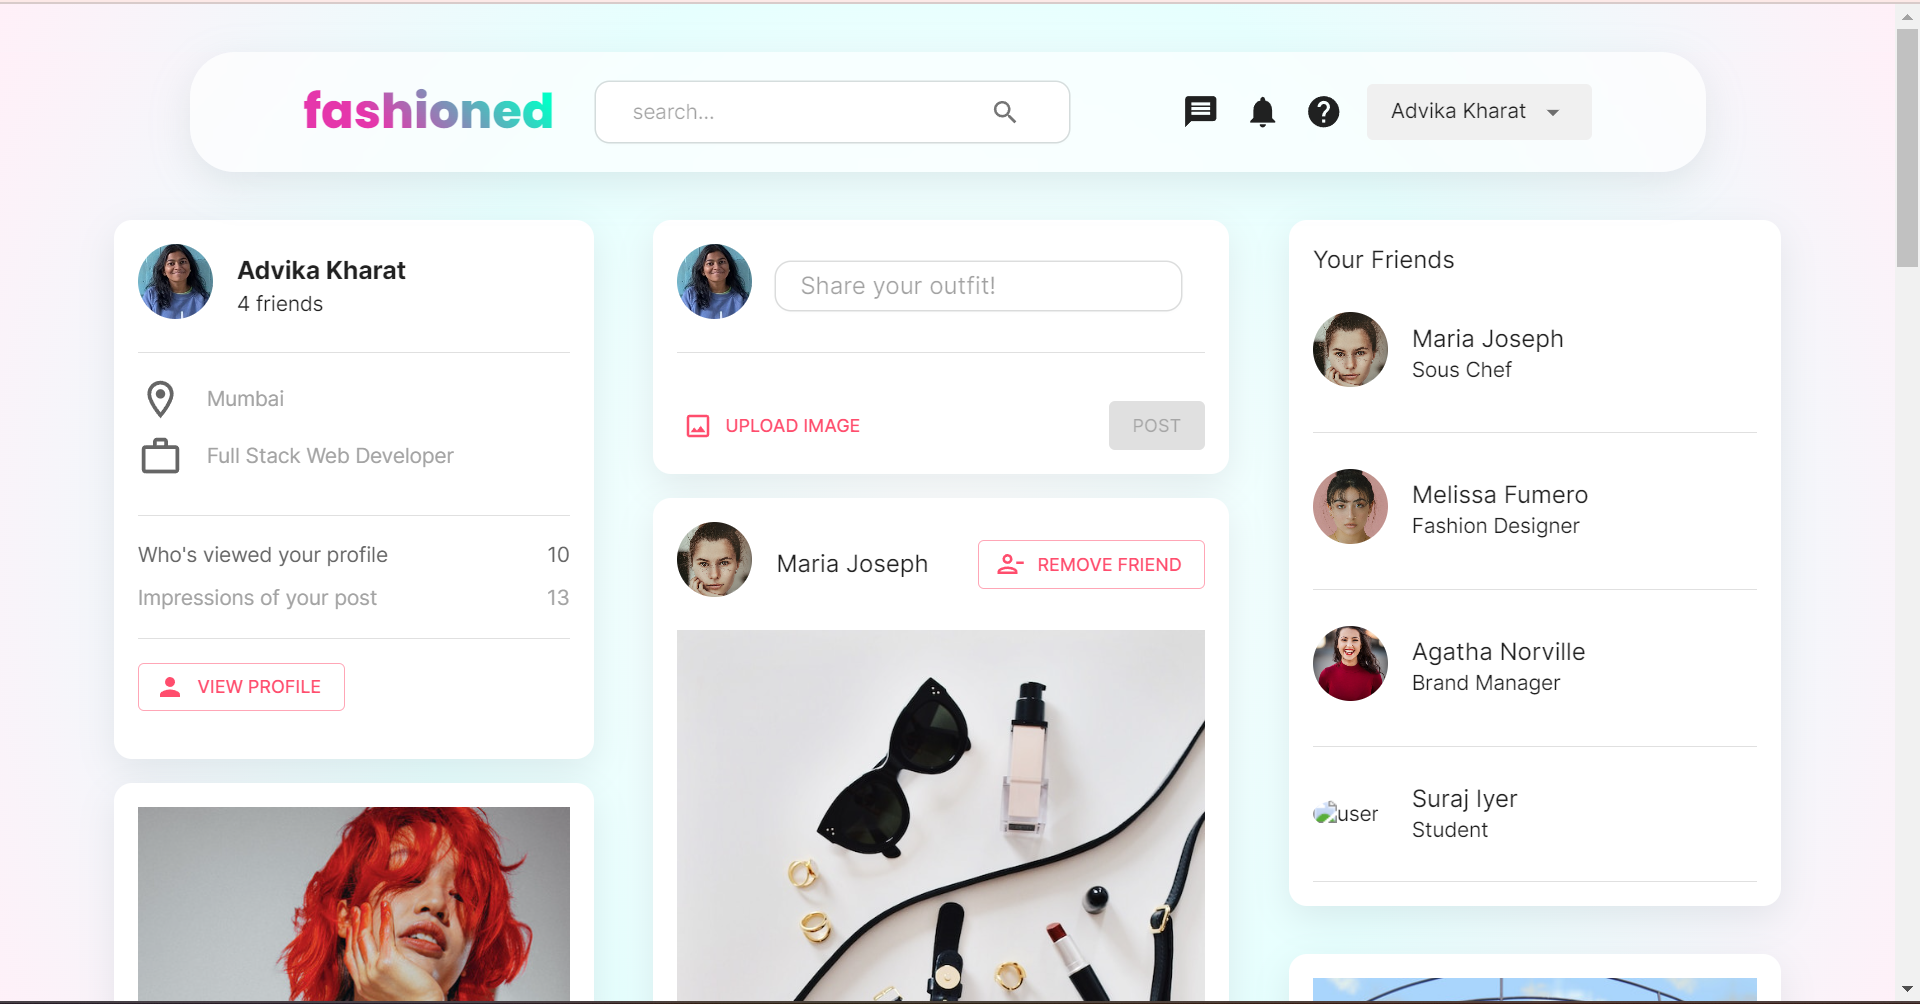 fashioned
search...
Advika Kharat
Advika Kharat
4 friends
Mumbai
Full Stack Web Developer
Who's viewed your profile 10
Impressions of your post 13
VIEW PROFILE
Share your outfit!
UPLOAD IMAGE
POST
Maria Joseph
REMOVE FRIEND
Your Friends
Maria Joseph
Sous Chef
Melissa Fumero
Fashion Designer
Agatha Norville
Brand Manager
user
Suraj Iyer
Student